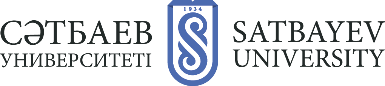 СӘТБАЕВ
УНИВЕРСИТЕТІ
1934
SATBAYEV
UNIVERSITY